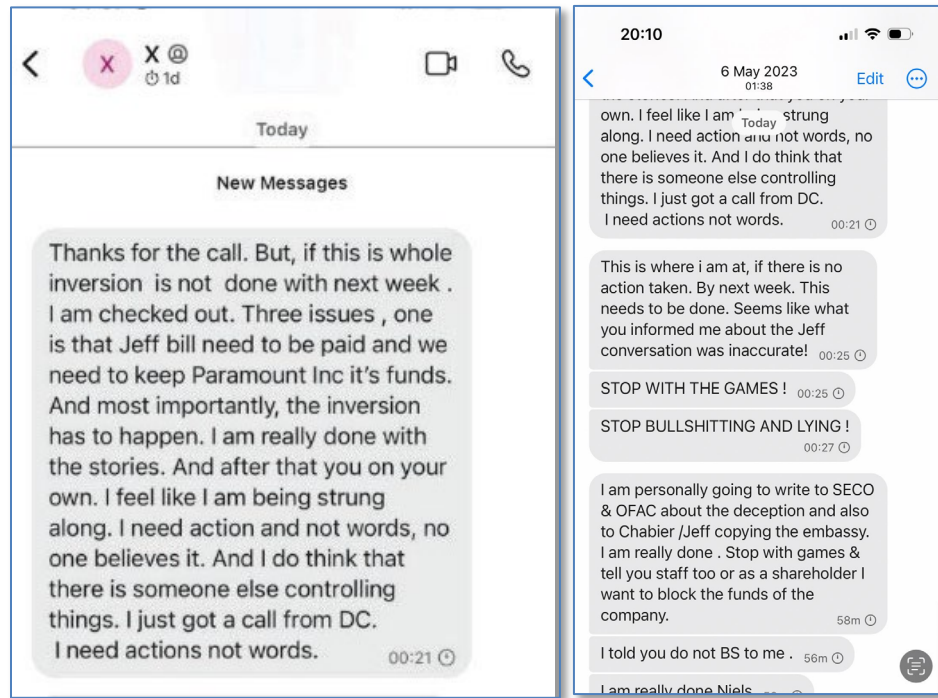 X
X @
1d
Today
New Messages
Thanks for the call. But, if this is whole
inversion is not done with next week .
I am checked out. Three issues , one
is that Jeff bill need to be paid and we
need to keep Paramount Inc it's funds.
And most importantly, the inversion
has to happen. I am really done with
the stories. And after that you on your
own. I feel like I am being strung
along. I need action and not words, no
one believes it. And I do think that
there is someone else controlling
things. I just got a call from DC.
I need actions not words.
00:21
20:10
6 May 2023
01:38
Edit
own. I feel like I am strung
Today
along. I need action and not words, no
one believes it. And I do think that
there is someone else controlling
things. I just got a call from DC.
I need actions not words.
00:21
This is where i am at, if there is no
action taken. By next week. This
needs to be done. Seems like what
you informed me about the Jeff
conversation was inaccurate! 00:25
STOP WITH THE GAMES ! 00:25
STOP BULLSHITTING AND LYING !
00:27
I am personally going to write to SECO
& OFAC about the deception and also
to Chabier /Jeff copying the embassy.
I am really done . Stop with games &
tell you staff too or as a shareholder I
want to block the funds of the
company.
58m
I told you do not BS to me . 56m
I am really done Niels